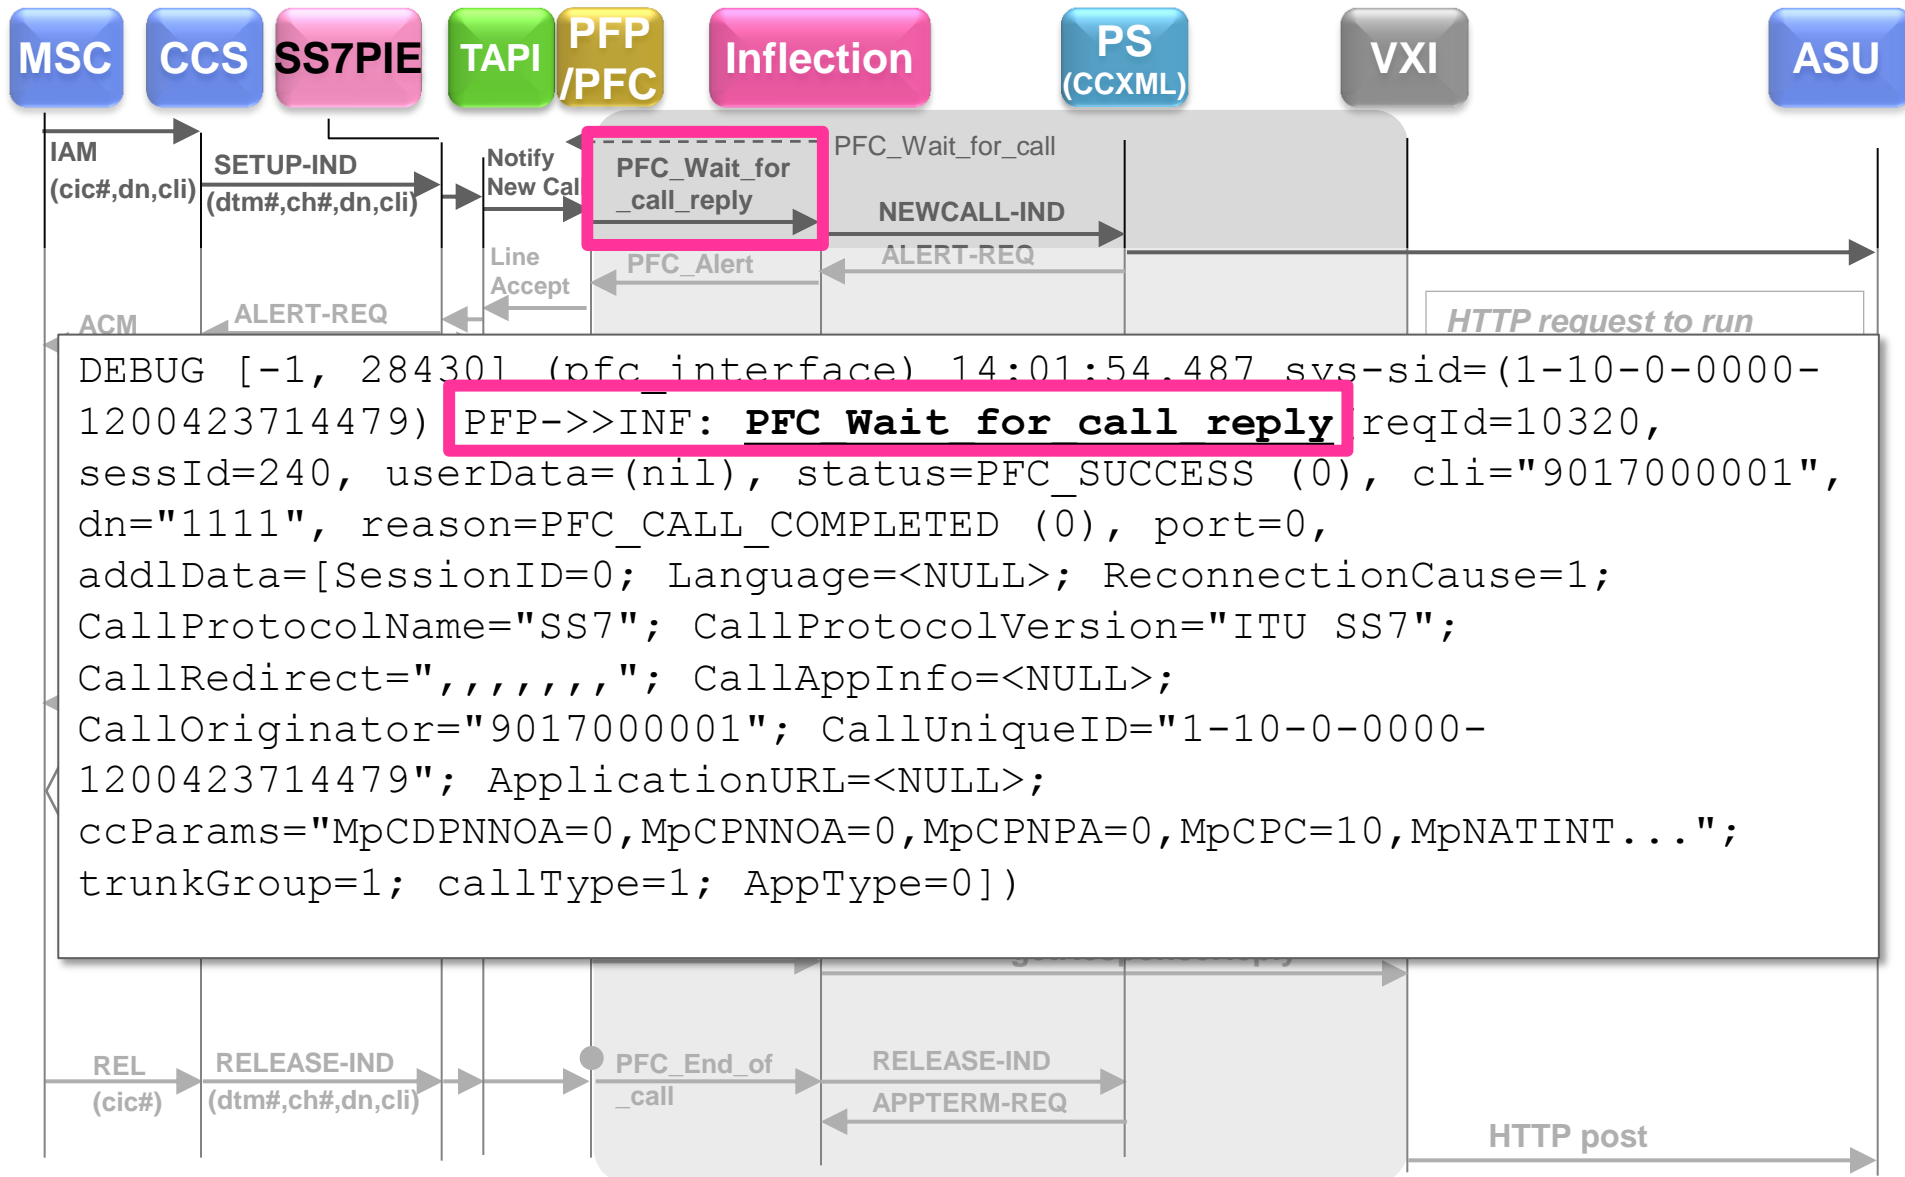 MSC CCS SS7PIE TAPI PFP /PFC Inflection PS (CCXML) VXI ASU
IAM
(cic#,dn,cli)
SETUP-IND
(dtm#,ch#,dn,cli)
Notify
New Call
PFC_Wait_for
_call_reply
PFC_Wait_for_call
NEWCALL-IND
Line
Accept
PFC_Alert
ALERT-REQ
ACM
ALERT-REQ
HTTP request to run
DEBUG [-1, 28430] (pfc_interface) 14:01:54.487 sys-sid=(1-10-0-0000-
1200423714479) PFP->>INF: PFC_Wait_for_call_reply(reqId=10320,
sessId=240, userData=(nil), status=PFC_SUCCESS (0), cli="9017000001",
dn="1111", reason=PFC_CALL_COMPLETED (0), port=0,
addlData=[SessionID=0; Language=<NULL>; ReconnectionCause=1;
CallProtocolName="SS7"; CallProtocolVersion="ITU SS7";
CallRedirect=",,,,,,,"; CallAppInfo=<NULL>;
CallOriginator="9017000001"; CallUniqueID="1-10-0-0000-
1200423714479"; ApplicationURL=<NULL>;
ccParams="MpCDPNNOA=0,MpCPNNOA=0,MpCPNPA=0,MpCPC=10,MpNATINT...";
trunkGroup=1; callType=1; AppType=0])
REL
(cic#)
RELEASE-IND
(dtm#,ch#,dn,cli)
PFC_End_of
_call
RELEASE-IND
APPTERM-REQ
HTTP post